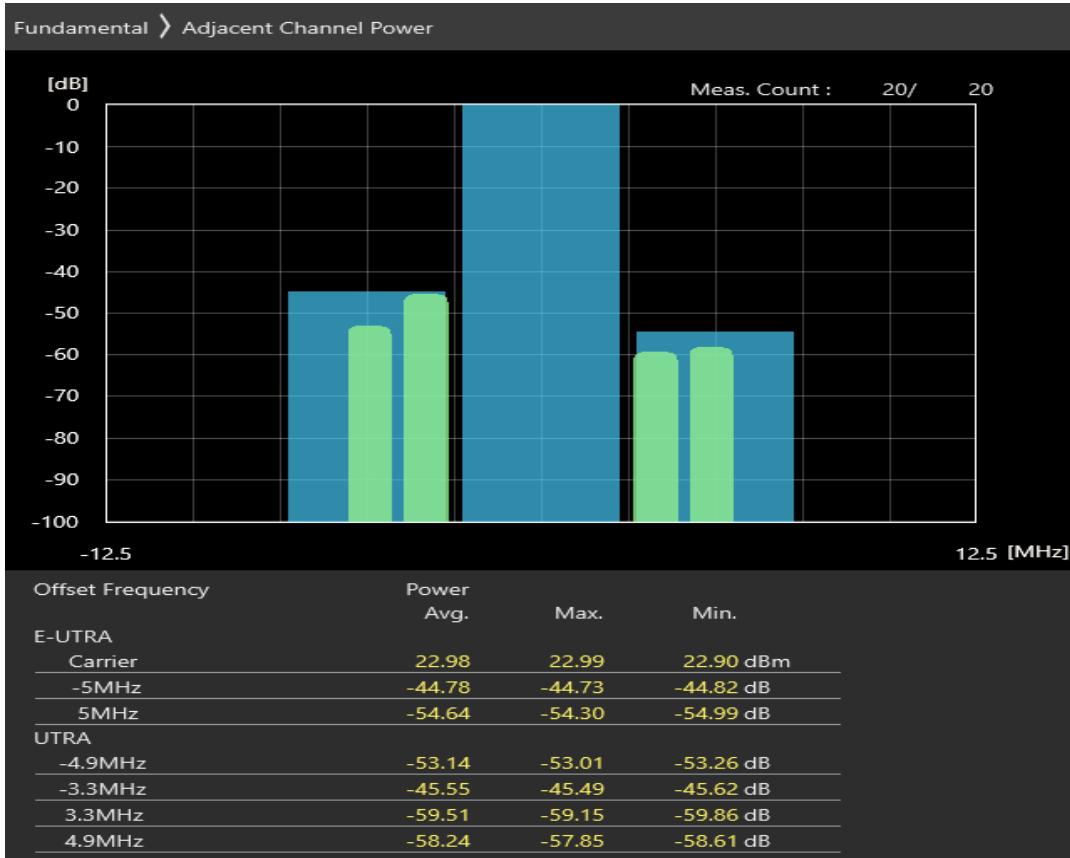 Fundamental 〉 Adjacent Channel Power
[dB]
Meas. Count : 20/ 20
0
-10
-20
-30
-40
-50
-60
-70
-80
-90
-100
-12.5 12.5 [MHz]
Offset Frequency Power
Avg. Max. Min.
E-UTRA
Carrier 22.98 22.99 22.90 dBm
-5MHz -44.78 -44.73 -44.82 dB
5MHz -54.64 -54.30 -54.99 dB
UTRA
-4.9MHz -53.14 -53.01 -53.26 dB
-3.3MHz -45.55 -45.49 -45.62 dB
3.3MHz -59.51 -59.15 -59.86 dB
4.9MHz -58.24 -57.85 -58.61 dB